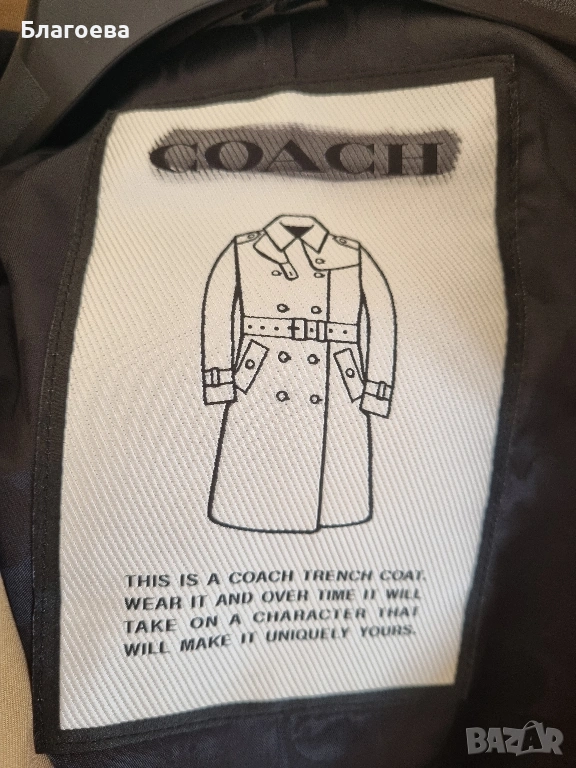 Благоева
COACH
THIS IS A COACH TRENCH COAT.
WEAR IT AND OVER TIME IT WILL
TAKE ON A CHARACTER THAT
WILL MAKE IT UNIQUELY YOURS.
BAZAR